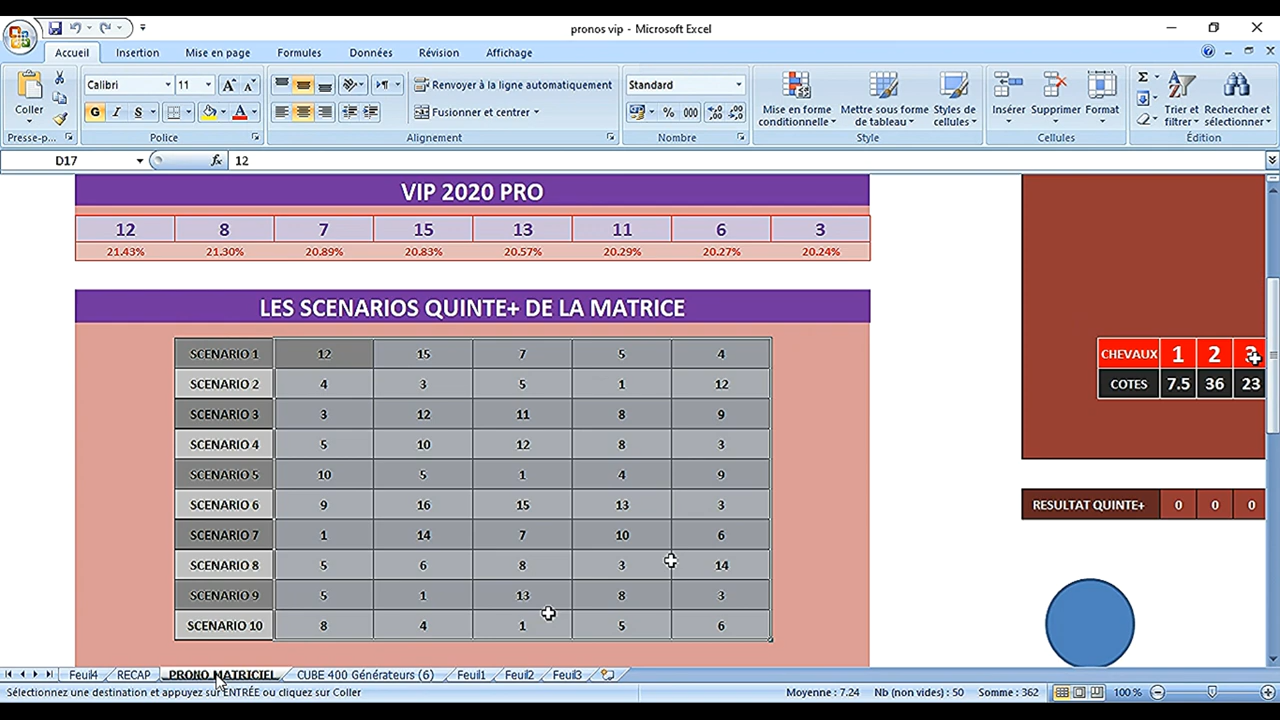 pronos vip - Microsoft Excel
Accueil Insertion Mise en page Formules Données Révision Affichage
Coller
Calibri 11
G I S A
Renvoyer à la ligne automatiquement
Fusionner et centrer
Standard
% 000
Mise en forme conditionnelle
Mettre sous forme de tableau
Styles de cellules
Insérer Supprimer Format
Trier et filtrer
Rechercher et sélectionner
Presse-p... Police Alignement Nombre Style Cellules Édition
D17 fx 12
VIP 2020 PRO
12 8 7 15 13 11 6 3
21.43% 21.30% 20.89% 20.83% 20.57% 20.29% 20.27% 20.24%
LES SCENARIOS QUINTE+ DE LA MATRICE
SCENARIO 1 12 15 7 5 4
SCENARIO 2 4 3 5 1 12
SCENARIO 3 3 12 11 8 9
SCENARIO 4 5 10 12 8 3
SCENARIO 5 10 5 1 4 9
SCENARIO 6 9 16 15 13 3
SCENARIO 7 1 14 7 10 6
SCENARIO 8 5 6 8 3 14
SCENARIO 9 5 1 13 8 3
SCENARIO 10 8 4 1 5 6
CHEVAUX 1 2 3
COTES 7.5 36 23
RESULTAT QUINTE+ 0 0 0
Feuil4 RECAP PRONO MATRICIEL CUBE 400 Générateurs (6) Feuil1 Feuil2 Feuil3
Sélectionnez une destination et appuyez sur ENTRÉE ou cliquez sur Coller
Moyenne : 7.24 Nb (non vides) : 50 Somme : 362 100 %